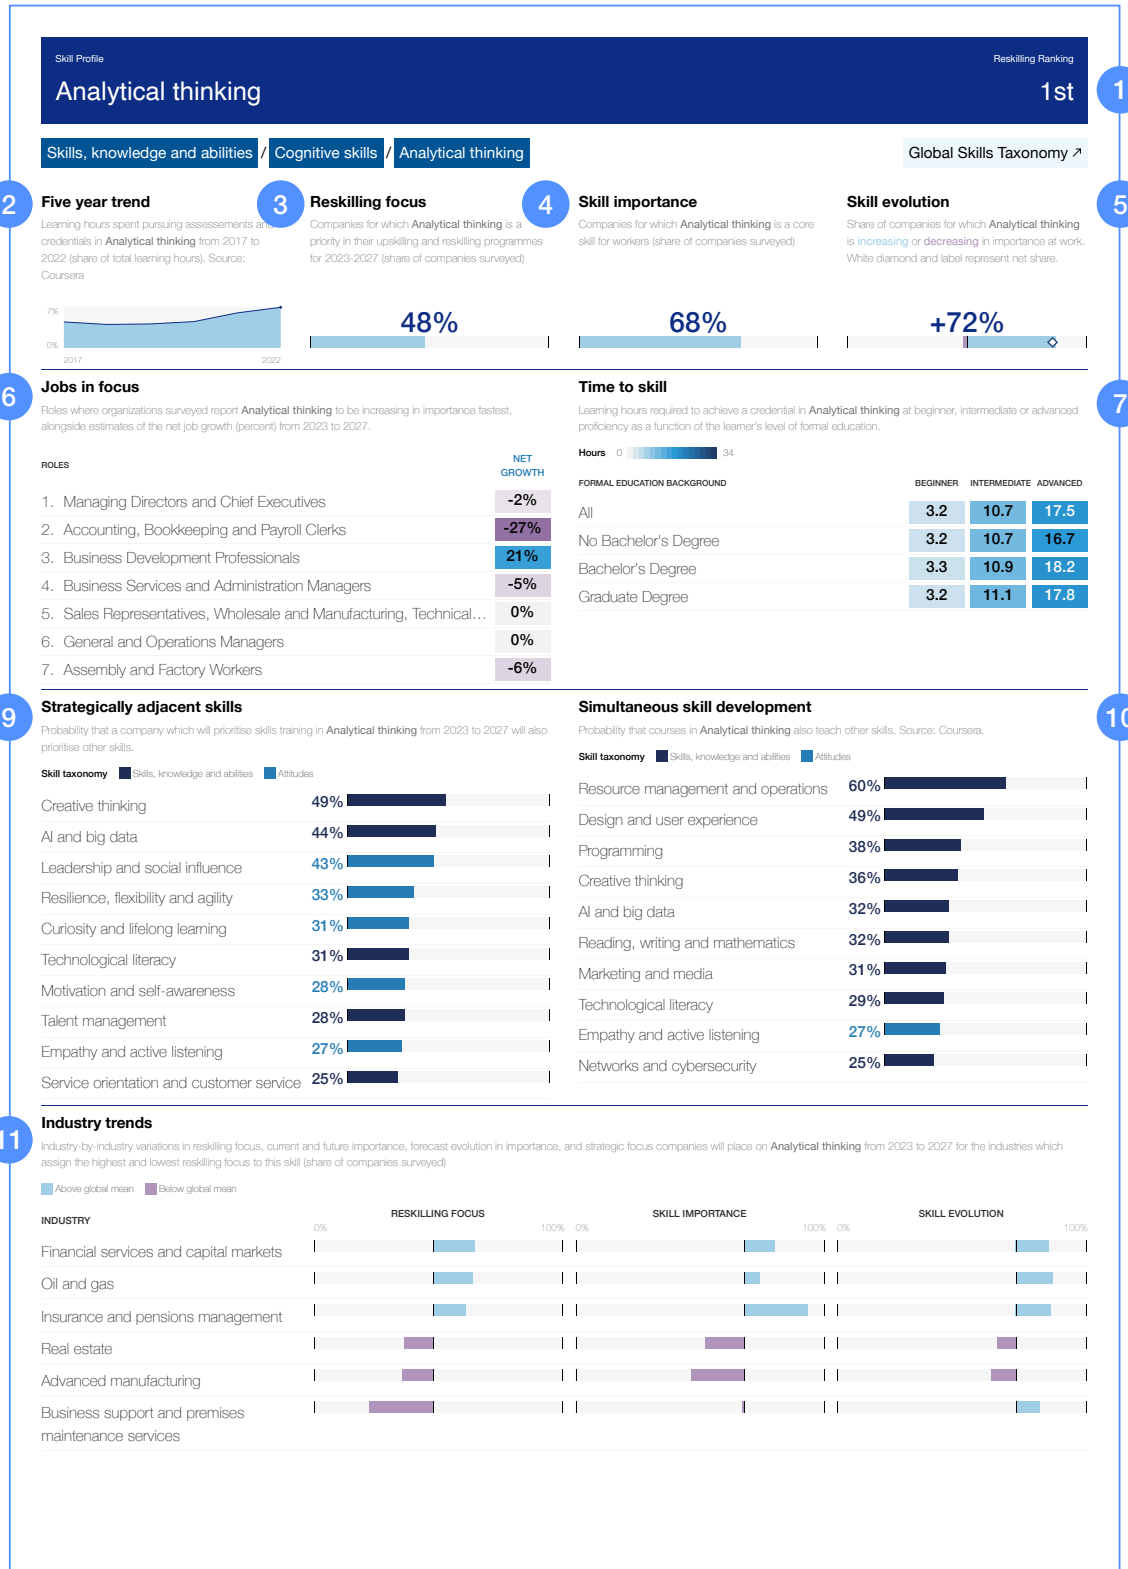 Skill Profile
Reskilling Ranking
Analytical thinking
1st
1
Skills, knowledge and abilities / Cognitive skills / Analytical thinking
Global Skills Taxonomy ↗
2
Five year trend
Learning hours spent pursuing assessements and
credentials in Analytical thinking from 2017 to
2022 (share of total learning hours). Source:
Coursera
7%
0%
2017
2022
3
Reskilling focus
Companies for which Analytical thinking is a
priority in their upskilling and reskilling programmes
for 2023-2027 (share of companies surveyed)
48%
4
Skill importance
Companies for which Analytical thinking is a core
skill for workers (share of companies surveyed)
68%
5
Skill evolution
Share of companies for which Analytical thinking
is increasing or decreasing in importance at work.
White diamond and label represent net share.
+72%
6
Jobs in focus
Roles where organizations surveyed report Analytical thinking to be increasing in importance fastest,
alongside estimates of the net job growth (percent) from 2023 to 2027.
ROLES
NET
GROWTH
1. Managing Directors and Chief Executives -2%
2. Accounting, Bookkeeping and Payroll Clerks -27%
3. Business Development Professionals 21%
4. Business Services and Administration Managers -5%
5. Sales Representatives, Wholesale and Manufacturing, Technical… 0%
6. General and Operations Managers 0%
7. Assembly and Factory Workers -6%
7
Time to skill
Learning hours required to achieve a credential in Analytical thinking at beginner, intermediate or advanced
proficiency as a function of the learner's level of formal education.
Hours 0 34
FORMAL EDUCATION BACKGROUND BEGINNER INTERMEDIATE ADVANCED
All 3.2 10.7 17.5
No Bachelor's Degree 3.2 10.7 16.7
Bachelor's Degree 3.3 10.9 18.2
Graduate Degree 3.2 11.1 17.8
9
Strategically adjacent skills
Probability that a company which will prioritise skills training in Analytical thinking from 2023 to 2027 will also
prioritise other skills.
Skill taxonomy Skills, knowledge and abilities Attitudes
Creative thinking 49%
AI and big data 44%
Leadership and social influence 43%
Resilience, flexibility and agility 33%
Curiosity and lifelong learning 31%
Technological literacy 31%
Motivation and self-awareness 28%
Talent management 28%
Empathy and active listening 27%
Service orientation and customer service 25%
10
Simultaneous skill development
Probability that courses in Analytical thinking also teach other skills. Source: Coursera.
Skill taxonomy Skills, knowledge and abilities Attitudes
Resource management and operations 60%
Design and user experience 49%
Programming 38%
Creative thinking 36%
AI and big data 32%
Reading, writing and mathematics 32%
Marketing and media 31%
Technological literacy 29%
Empathy and active listening 27%
Networks and cybersecurity 25%
11
Industry trends
Industry-by-industry variations in reskilling focus, current and future importance, forecast evolution in importance, and strategic focus companies will place on Analytical thinking from 2023 to 2027 for the industries which
assign the highest and lowest reskilling focus to this skill (share of companies surveyed)
Above global mean Below global mean
INDUSTRY RESKILLING FOCUS SKILL IMPORTANCE SKILL EVOLUTION
0% 100% 0% 100% 0% 100%
Financial services and capital markets
Oil and gas
Insurance and pensions management
Real estate
Advanced manufacturing
Business support and premises
maintenance services